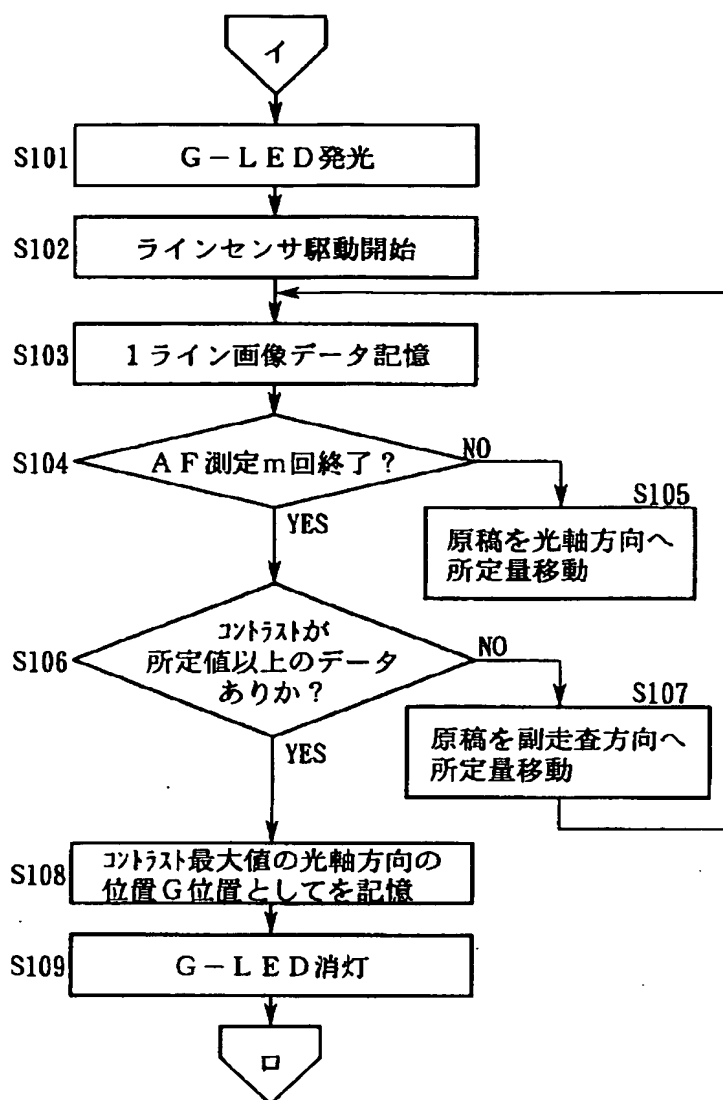 イ
S101
G-LED発光
S102
ラインセンサ駆動開始
S103
1ライン画像データ記憶
S104
AF測定m回終了?
NO
YES
S105
原稿を光軸方向へ
所定量移動
S106
コントラストが
所定値以上のデータ
ありか?
NO
YES
S107
原稿を副走査方向へ
所定量移動
S108
コントラスト最大値の光軸方向の
位置G位置としてを記憶
S109
G-LED消灯
ロ